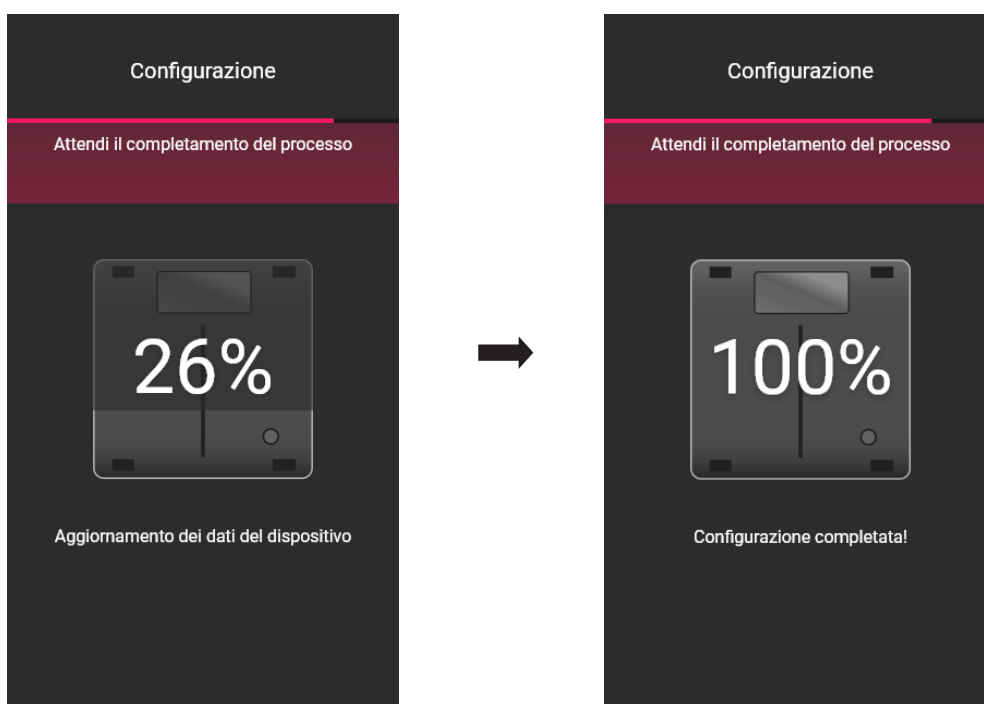 Configurazione
Attendi il completamento del processo
26%
Aggiornamento dei dati del dispositivo
Configurazione
Attendi il completamento del processo
100%
Configurazione completata!